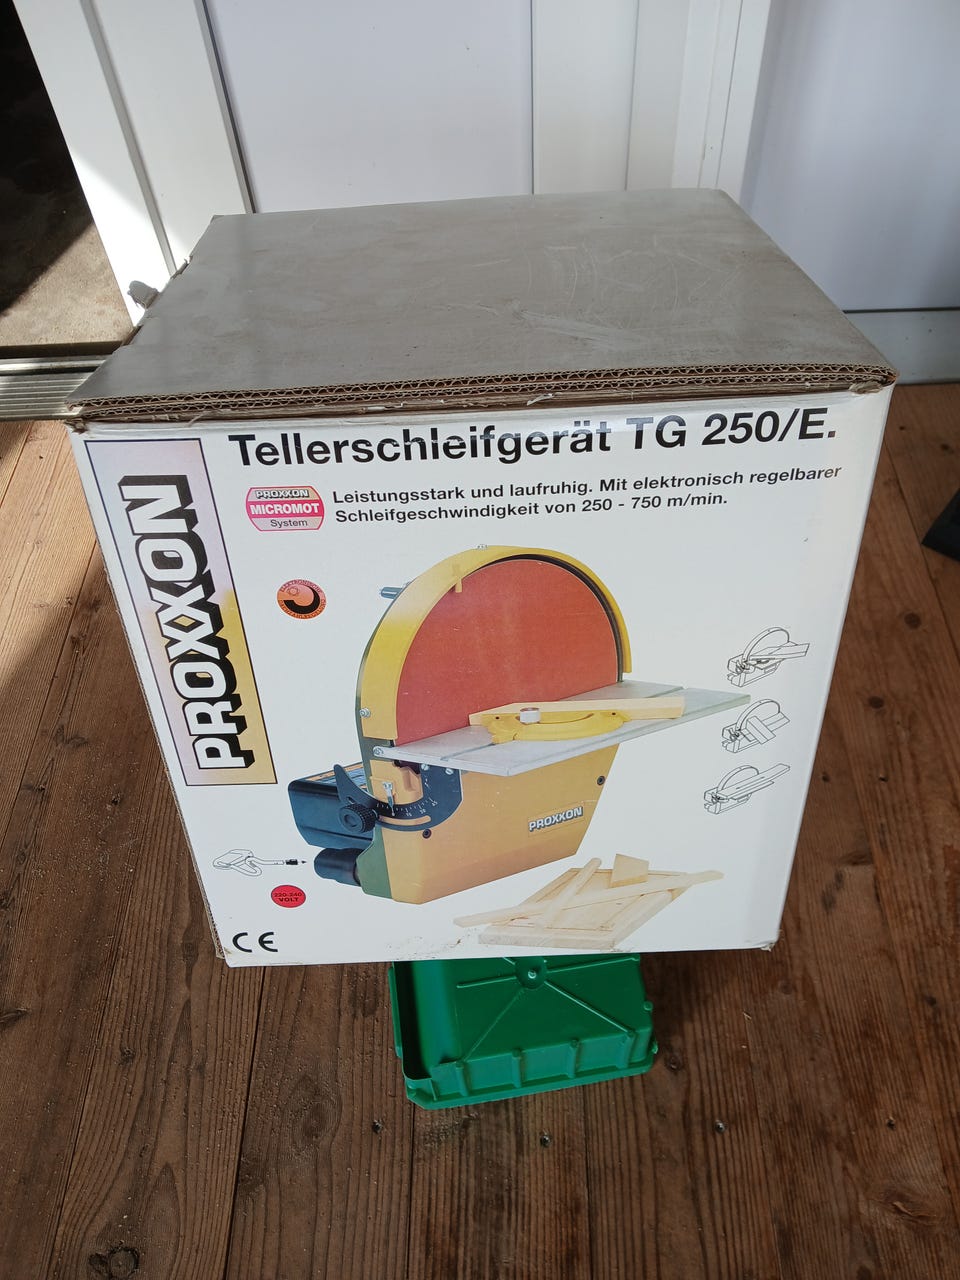 Tellerschleifgerät TG 250/E.
PROXXON
MICROMOT
System
Leistungsstark und laufruhig. Mit elektronisch regelbarer
Schleifgeschwindigkeit von 250 - 750 m/min.
PROXXON
PROXXON
220-240
VOLT
CE